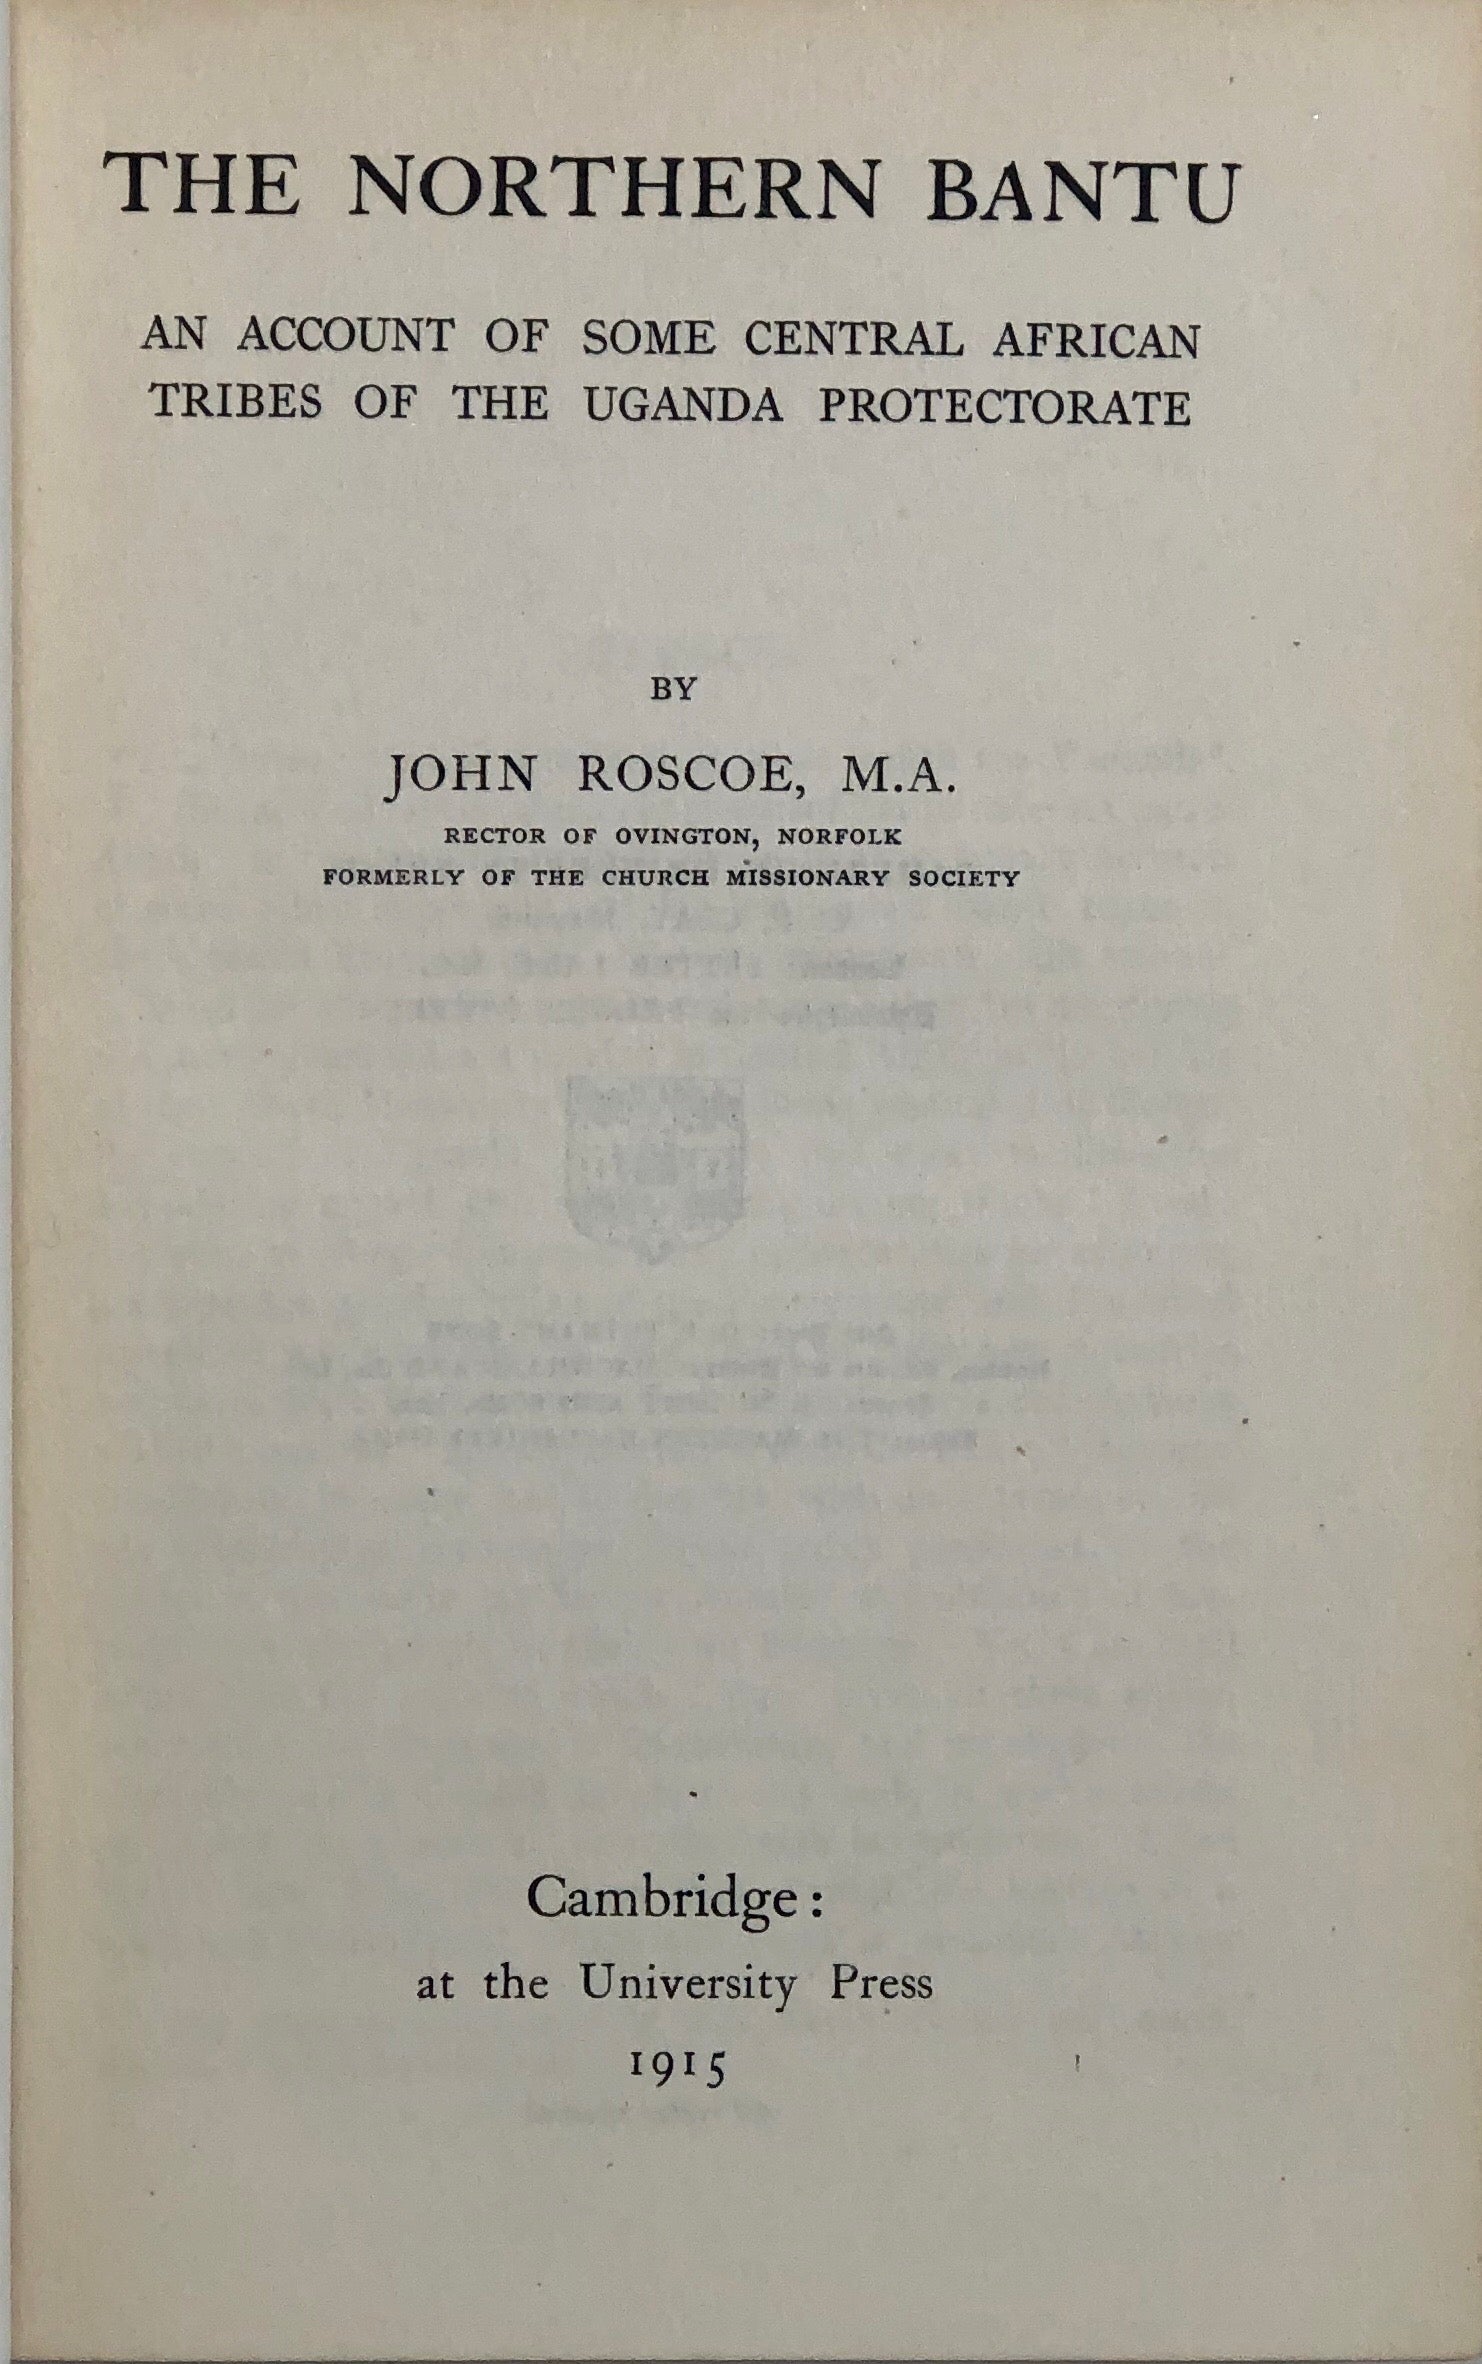 THE NORTHERN BANTU
AN ACCOUNT OF SOME CENTRAL AFRICAN
TRIBES OF THE UGANDA PROTECTORATE
BY
JOHN ROSCOE, M.A.
RECTOR OF OVINGTON, NORFOLK
FORMERLY OF THE CHURCH MISSIONARY SOCIETY
Cambridge:
at the University Press
1915